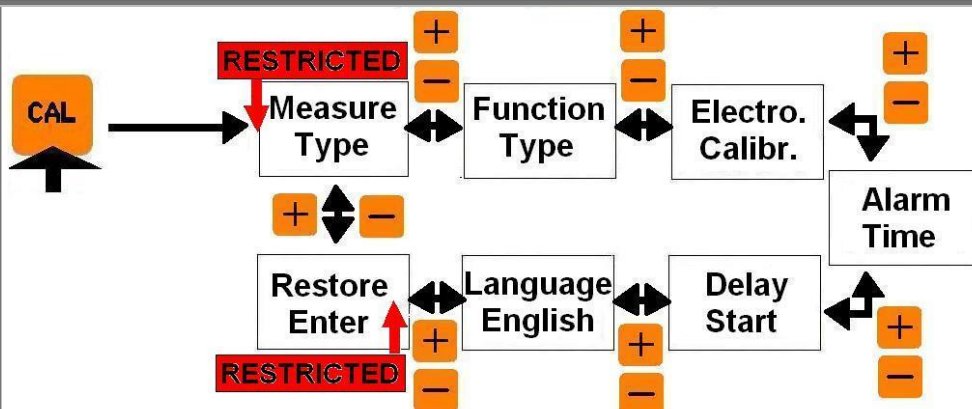 CAL
RESTRICTED
Measure
Type
+
−
Function
Type
+
−
Electro.
Calibr.
+
−
Alarm
Time
+
−
Restore
Enter
RESTRICTED
+
−
Language
English
+
−
Delay
Start
+
−